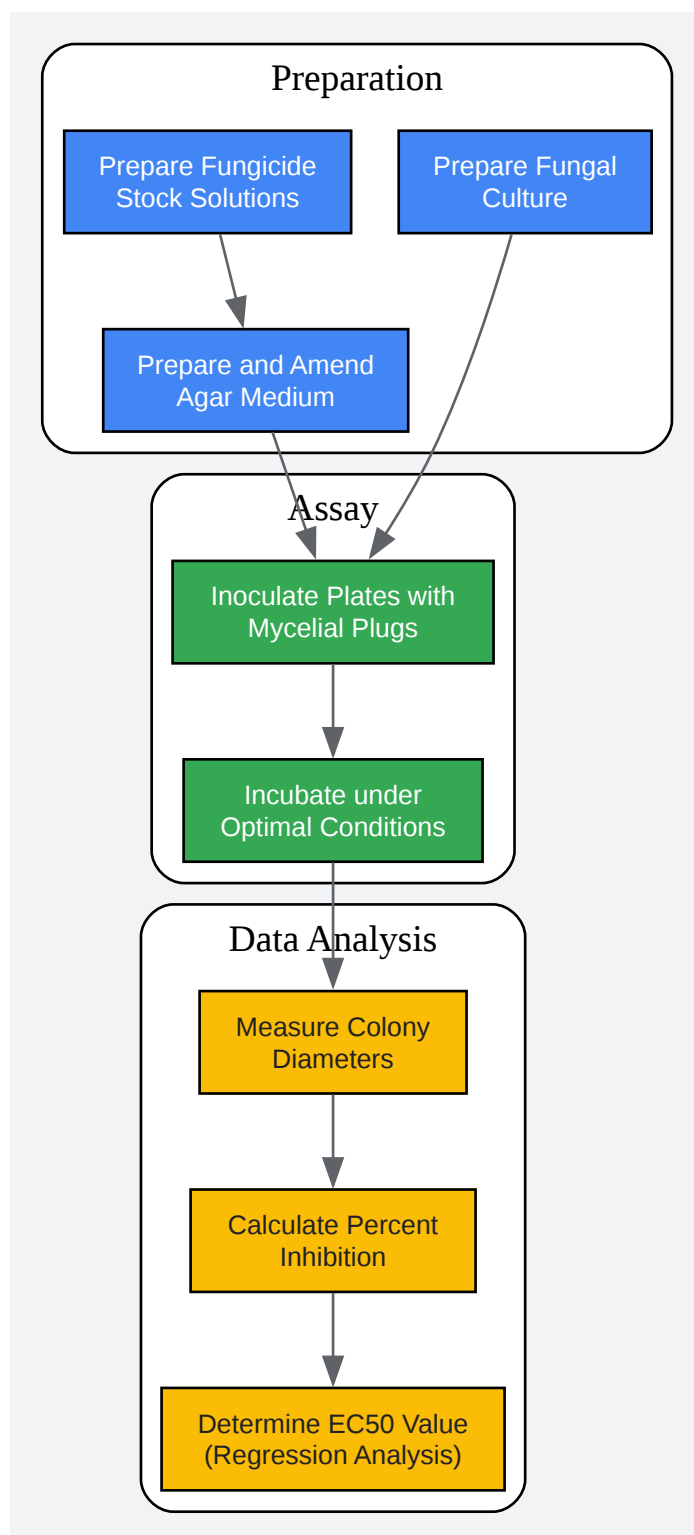 Preparation
Prepare Fungicide
Stock Solutions
Prepare Fungal
Culture
Prepare and Amend
Agar Medium
Assay
Inoculate Plates with
Mycelial Plugs
Incubate under
Optimal Conditions
Data Analysis
Measure Colony
Diameters
Calculate Percent
Inhibition
Determine EC50 Value
(Regression Analysis)